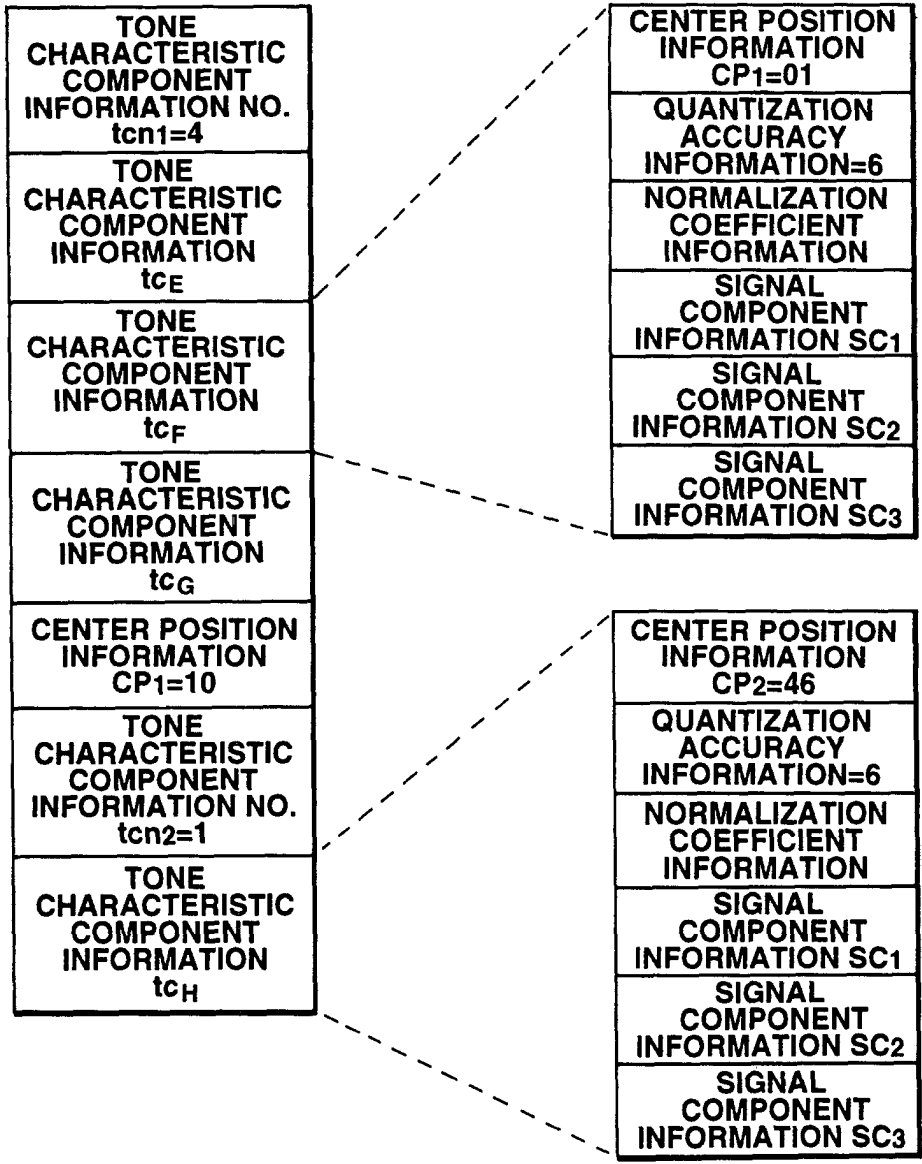 TONE
CHARACTERISTIC
COMPONENT
INFORMATION NO.
tcn1=4
TONE
CHARACTERISTIC
COMPONENT
INFORMATION
tcE
TONE
CHARACTERISTIC
COMPONENT
INFORMATION
tcF
TONE
CHARACTERISTIC
COMPONENT
INFORMATION
tcG
CENTER POSITION
INFORMATION
CP1=10
TONE
CHARACTERISTIC
COMPONENT
INFORMATION NO.
tcn2=1
TONE
CHARACTERISTIC
COMPONENT
INFORMATION
tcH
CENTER POSITION
INFORMATION
CP1=01
QUANTIZATION
ACCURACY
INFORMATION=6
NORMALIZATION
COEFFICIENT
INFORMATION
SIGNAL
COMPONENT
INFORMATION SC1
SIGNAL
COMPONENT
INFORMATION SC2
SIGNAL
COMPONENT
INFORMATION SC3
CENTER POSITION
INFORMATION
CP2=46
QUANTIZATION
ACCURACY
INFORMATION=6
NORMALIZATION
COEFFICIENT
INFORMATION
SIGNAL
COMPONENT
INFORMATION SC1
SIGNAL
COMPONENT
INFORMATION SC2
SIGNAL
COMPONENT
INFORMATION SC3